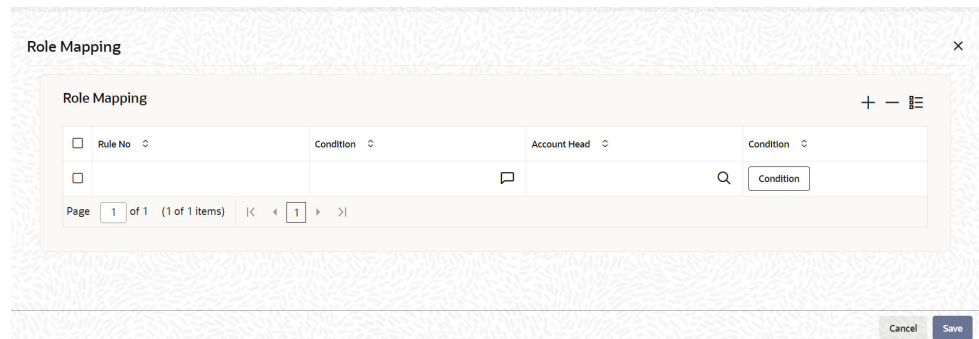 Role Mapping
Role Mapping
Rule No Condition Account Head Condition
Condition
Page 1 of 1 (1 of 1 items) 1
Cancel Save